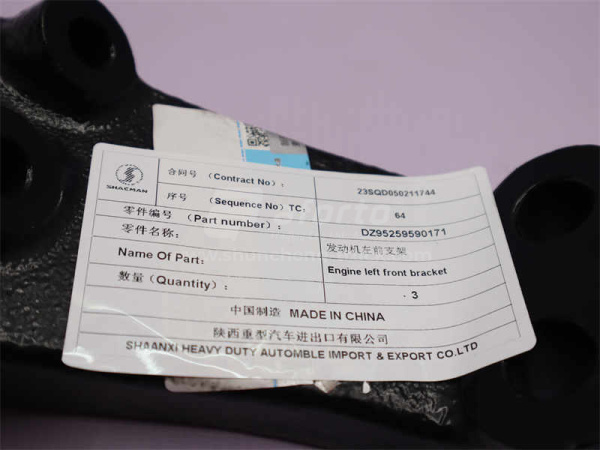 SHACMAN
合同号 （Contract No）： 23SQD050211744
序号 （Sequence No）TC： 64
零件编号 （Part number）： DZ95259590171
零件名称： 发动机左前支架
Name Of Part: Engine left front bracket
数量（Quantity）： . 3
中国制造 MADE IN CHINA
陕西重型汽车进出口有限公司
SHAANXi HEAVY DUTY AUTOMBLE IMPORT & EXPORT CO.LTD